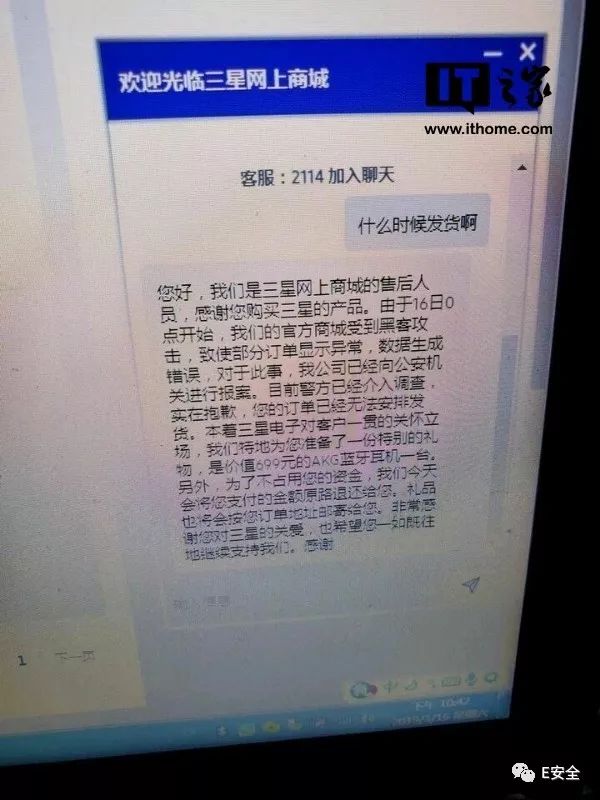 欢迎光临三星网上商城
IT之家
www.ithome.com
客服：2114 加入聊天
什么时候发货啊
您好，我们是三星网上商城的售后人
员，感谢您购买三星的产品。由于16日0
点开始，我们的官方商城受到黑客攻
击，致使部分订单显示异常，数据生成
错误，对于此事，我公司已经向公安机
关进行报案。目前警方已经介入调查，
实在抱歉，您的订单已经无法安排发
货。本着三星电子对客户一贯的关怀立
场，我们特地为您准备了一份特别的礼
物，是价值699元的AKG蓝牙耳机一台。
另外，为了不占用您的资金，我们今天
会将您支付的金额原路退还给您。礼品
也将会按您订单地址邮寄给您。非常感
谢您对三星的关爱，也希望您一如既往
地继续支持我们。感谢
1
下一页
中
E安全